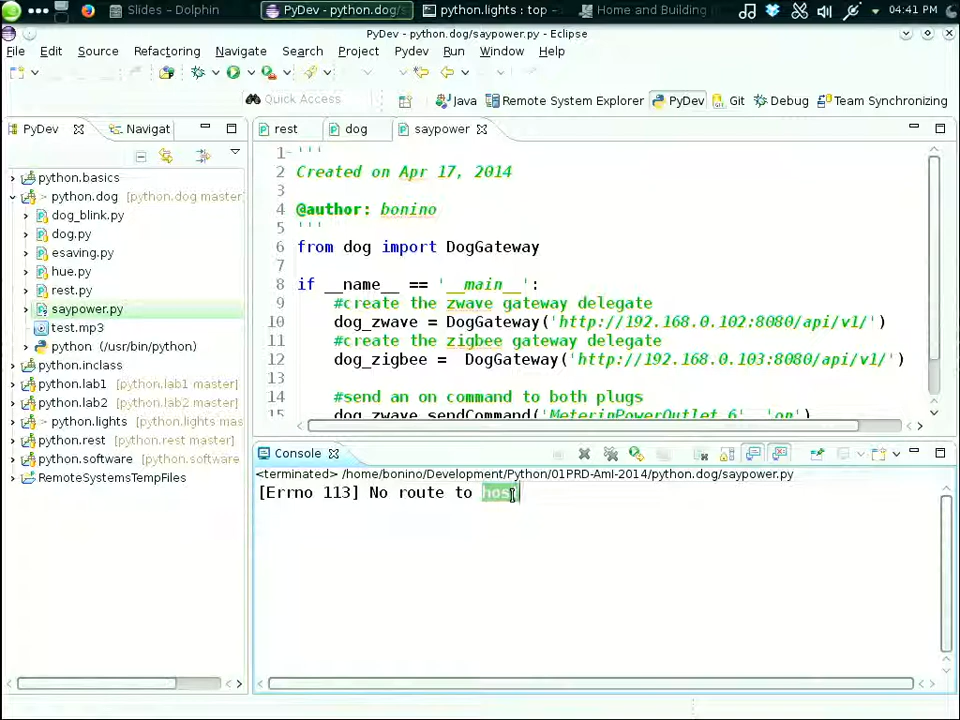 Slides - Dolphin
PyDev - python.dog/s
python.lights : top -
Home and Building
04:41 PM
PyDev - python.dog/saypower.py - Eclipse
File Edit Source Refactoring Navigate Search Project Pydev Run Window Help
Quick Access
Java Remote System Explorer PyDev Git Debug Team Synchronizing
PyDev Navigat
rest dog saypower
python.basics
> python.dog [python.dog master]
dog_blink.py
dog.py
esaving.py
hue.py
rest.py
saypower.py
test.mp3
python (/usr/bin/python)
python.inclass
python.lab1 [python.lab1 master]
python.lab2 [python.lab2 master]
> python.lights [python.lights mas
python.rest [python.rest master]
python.software [python.software
RemoteSystemsTempFiles
1 '''
2 Created on Apr 17, 2014
3
4 @author: bonino
5 '''
6 from dog import DogGateway
7
8 if __name__ == '__main__':
9 #create the zwave gateway delegate
10 dog_zwave = DogGateway('http://192.168.0.102:8080/api/v1/')
11 #create the zigbee gateway delegate
12 dog_zigbee = DogGateway('http://192.168.0.103:8080/api/v1/')
13
14 #send an on command to both plugs
15 dog_zwave.sendCommand('MeterinPowerOutlet_6' 'on')
Console
<terminated> /home/bonino/Development/Python/01PRD-AmI-2014/python.dog/saypower.py
[Errno 113] No route to host